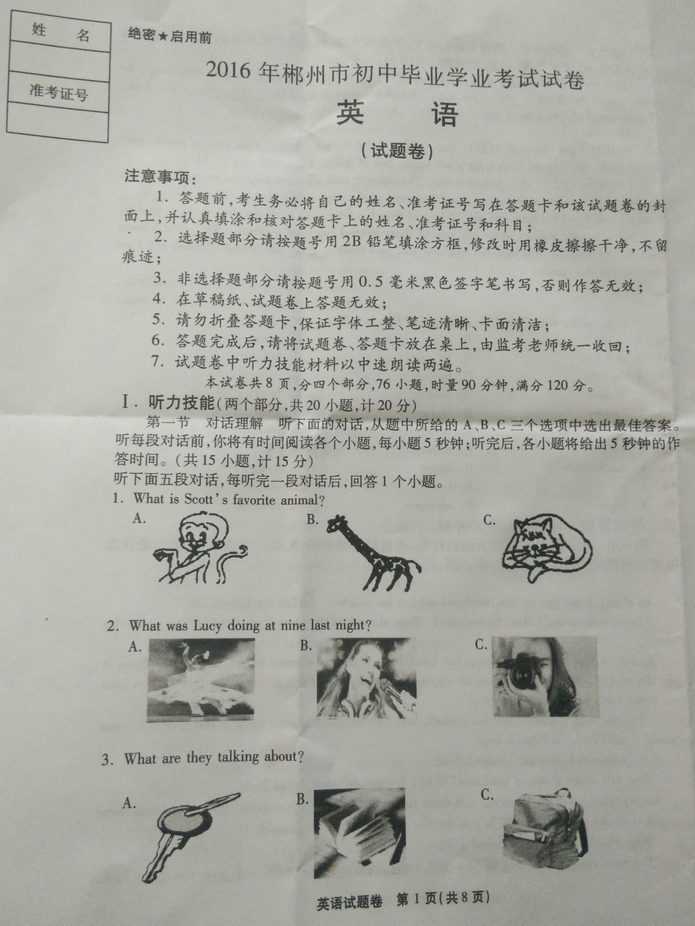 姓 名
准考证号
绝密★启用前
2016年郴州市初中毕业学业考试试卷
英 语
(试题卷)
注意事项:
1. 答题前,考生务必将自己的姓名、准考证号写在答题卡和该试题卷的封
面上,并认真填涂和核对答题卡上的姓名、准考证号和科目;
2. 选择题部分请按题号用2B铅笔填涂方框,修改时用橡皮擦擦干净,不留
痕迹;
3. 非选择题部分请按题号用0.5毫米黑色签字笔书写,否则作答无效;
4. 在草稿纸、试题卷上答题无效;
5. 请勿折叠答题卡,保证字体工整、笔迹清晰、卡面清洁;
6. 答题完成后,请将试题卷、答题卡放在桌上,由监考老师统一收回;
7. 试题卷中听力技能材料以中速朗读两遍。
本试卷共8页,分四个部分,76小题,时量90分钟,满分120分。
I. 听力技能(两个部分,共20小题,计20分)
第一节 对话理解 听下面的对话,从题中所给的A、B、C三个选项中选出最佳答案。
听每段对话前,你将有时间阅读各个小题,每小题5秒钟;听完后,各小题将给出5秒钟的作
答时间。(共15小题,计15分)
听下面五段对话,每听完一段对话后,回答1个小题。
1. What is Scott's favorite animal?
A. B. C.
2. What was Lucy doing at nine last night?
A. B. C.
3. What are they talking about?
A. B. C.
英语试题卷 第1页(共8页)